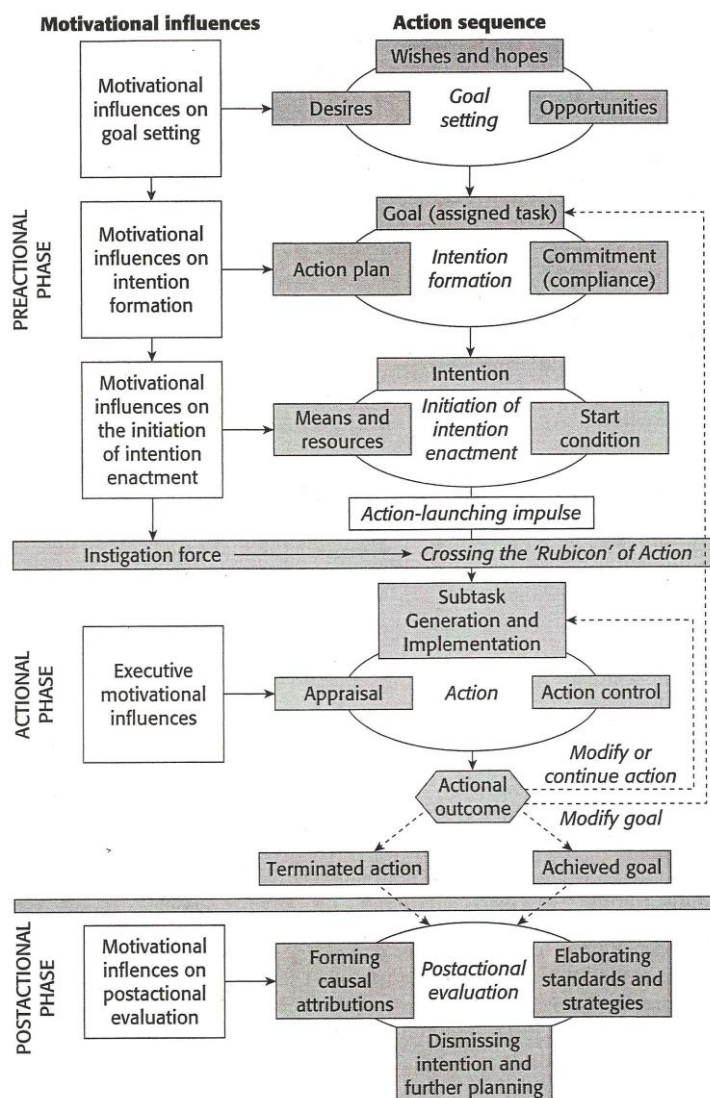 Motivational influences
Action sequence
PREACTIONAL
PHASE
Motivational
influences on
goal setting
Wishes and hopes
Desires
Goal
setting
Opportunities
Motivational
influences on
intention
formation
Goal (assigned task)
Action plan
Intention
formation
Commitment
(compliance)
Motivational
influences on
the initiation
of intention
enactment
Intention
Means and
resources
Initiation of
intention
enactment
Start
condition
Action-launching impulse
Instigation force
Crossing the 'Rubicon' of Action
ACTIONAL
PHASE
Executive
motivational
influences
Subtask
Generation and
Implementation
Appraisal
Action
Action control
Modify or
continue action
Actional
outcome
Modify goal
Terminated action
Achieved goal
POSTACTIONAL
PHASE
Motivational
inflences on
postactional
evaluation
Forming
causal
attributions
Postactional
evaluation
Elaborating
standards and
strategies
Dismissing
intention and
further planning